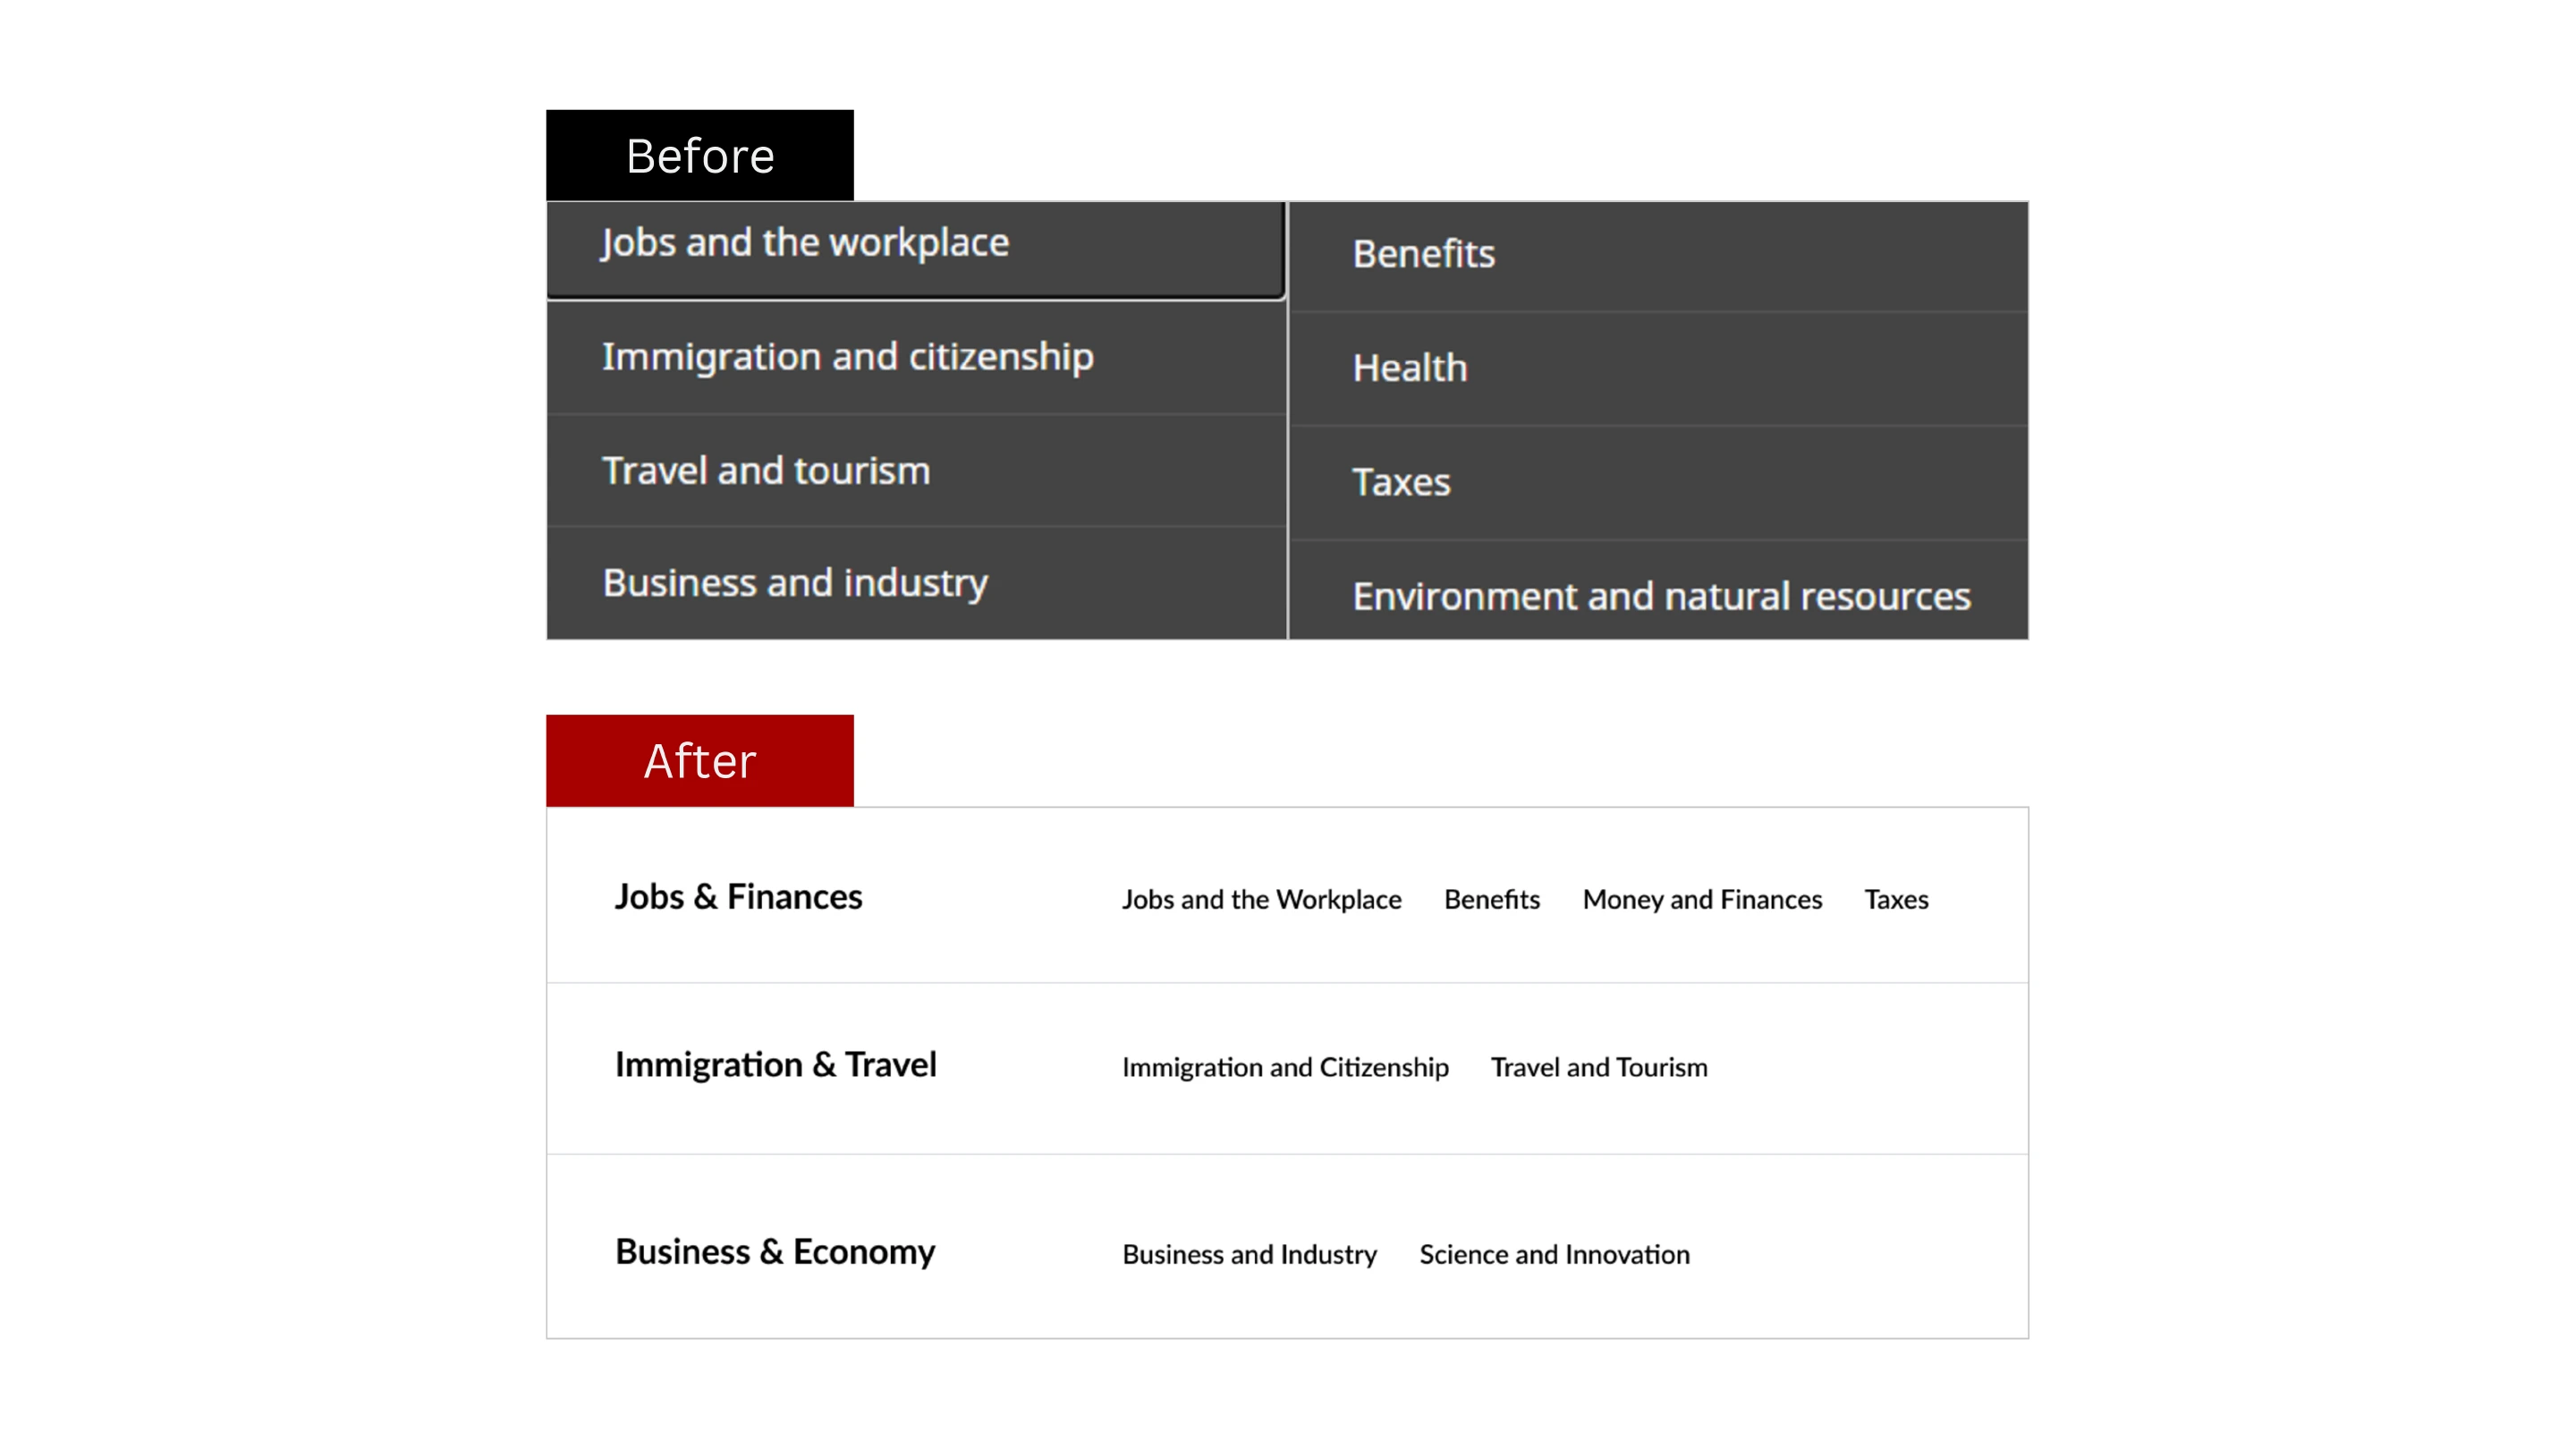 Before
Jobs and the workplace
Immigration and citizenship
Travel and tourism
Business and industry
Benefits
Health
Taxes
Environment and natural resources
After
Jobs & Finances Jobs and the Workplace Benefits Money and Finances Taxes
Immigration & Travel Immigration and Citizenship Travel and Tourism
Business & Economy Business and Industry Science and Innovation